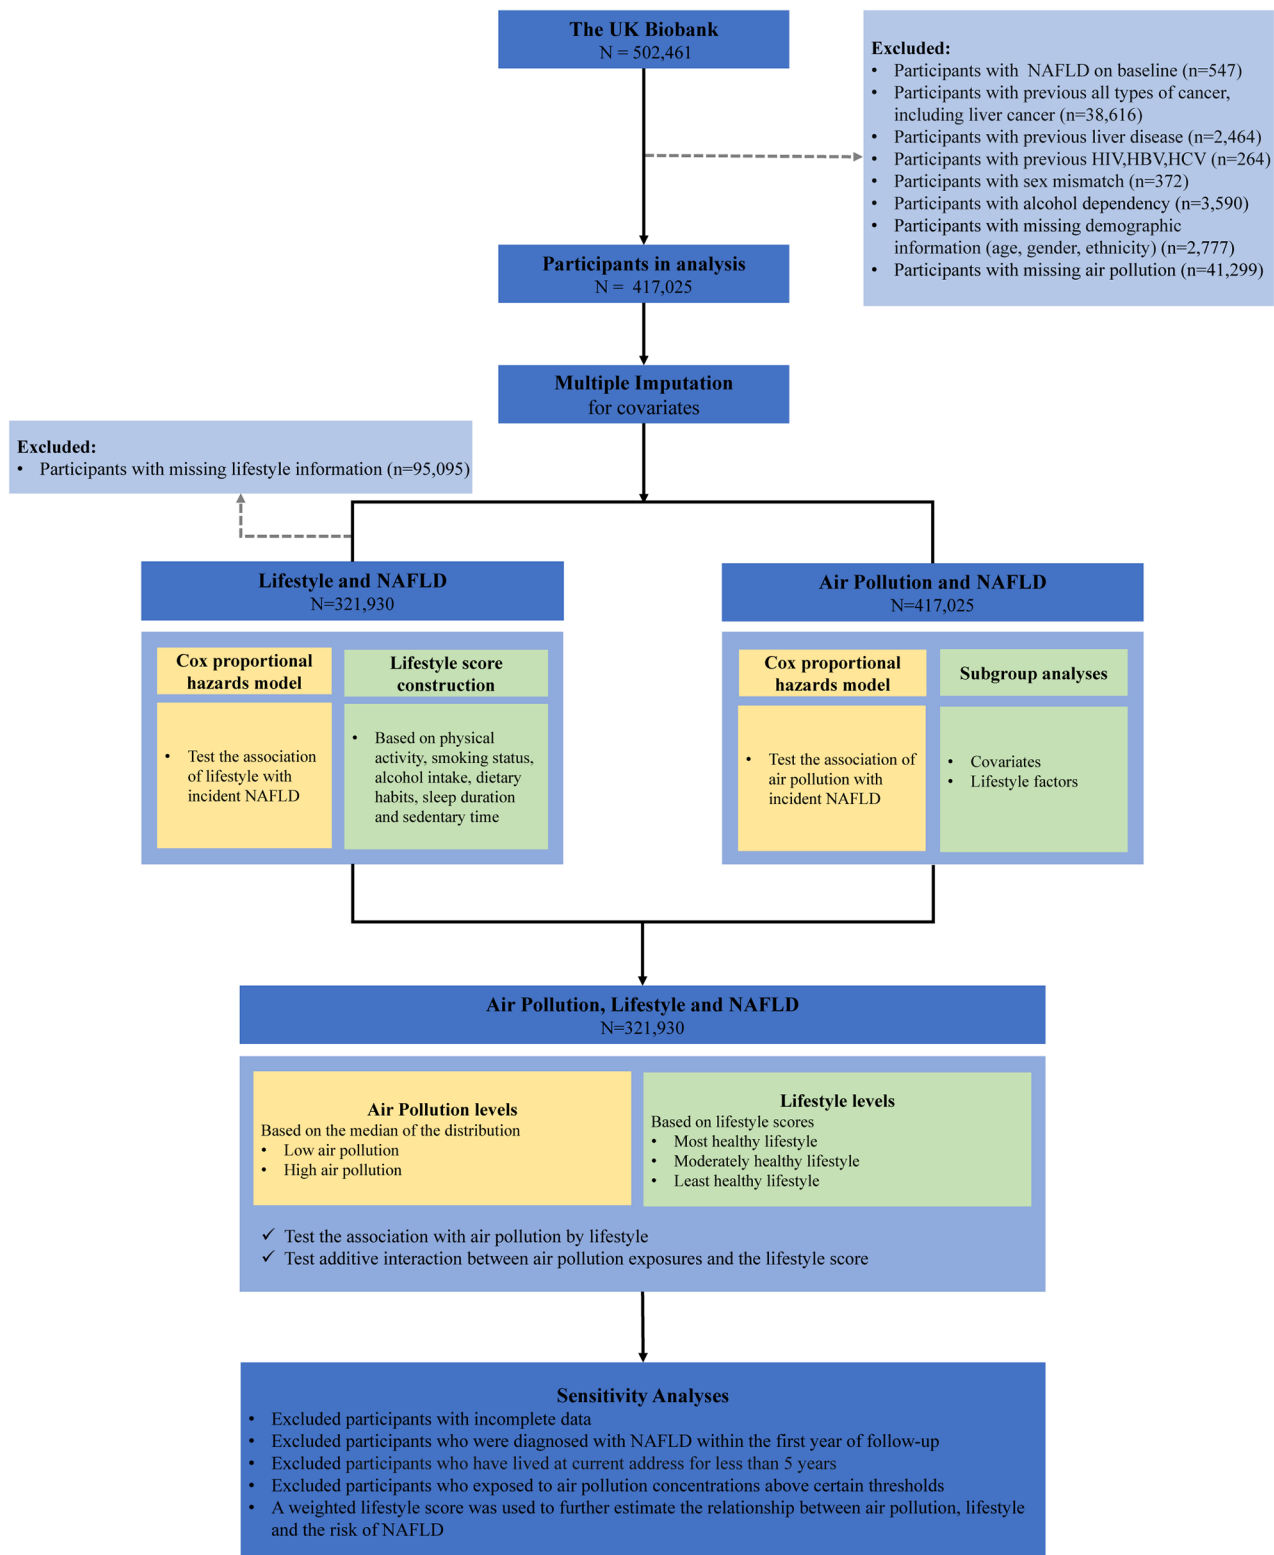 The UK Biobank
N = 502,461
Excluded:
• Participants with NAFLD on baseline (n=547)
• Participants with previous all types of cancer,
including liver cancer (n=38,616)
• Participants with previous liver disease (n=2,464)
• Participants with previous HIV,HBV,HCV (n=264)
• Participants with sex mismatch (n=372)
• Participants with alcohol dependency (n=3,590)
• Participants with missing demographic
information (age, gender, ethnicity) (n=2,777)
• Participants with missing air pollution (n=41,299)
Participants in analysis
N = 417,025
Multiple Imputation
for covariates
Excluded:
• Participants with missing lifestyle information (n=95,095)
Lifestyle and NAFLD
N=321,930
Cox proportional
hazards model
• Test the association
of lifestyle with
incident NAFLD
Lifestyle score
construction
• Based on physical
activity, smoking status,
alcohol intake, dietary
habits, sleep duration
and sedentary time
Air Pollution and NAFLD
N=417,025
Cox proportional
hazards model
• Test the association of
air pollution with
incident NAFLD
Subgroup analyses
• Covariates
• Lifestyle factors
Air Pollution, Lifestyle and NAFLD
N=321,930
Air Pollution levels
Based on the median of the distribution
• Low air pollution
• High air pollution
Lifestyle levels
Based on lifestyle scores
• Most healthy lifestyle
• Moderately healthy lifestyle
• Least healthy lifestyle
✓ Test the association with air pollution by lifestyle
✓ Test additive interaction between air pollution exposures and the lifestyle score
Sensitivity Analyses
• Excluded participants with incomplete data
• Excluded participants who were diagnosed with NAFLD within the first year of follow-up
• Excluded participants who have lived at current address for less than 5 years
• Excluded participants who exposed to air pollution concentrations above certain thresholds
• A weighted lifestyle score was used to further estimate the relationship between air pollution, lifestyle
and the risk of NAFLD